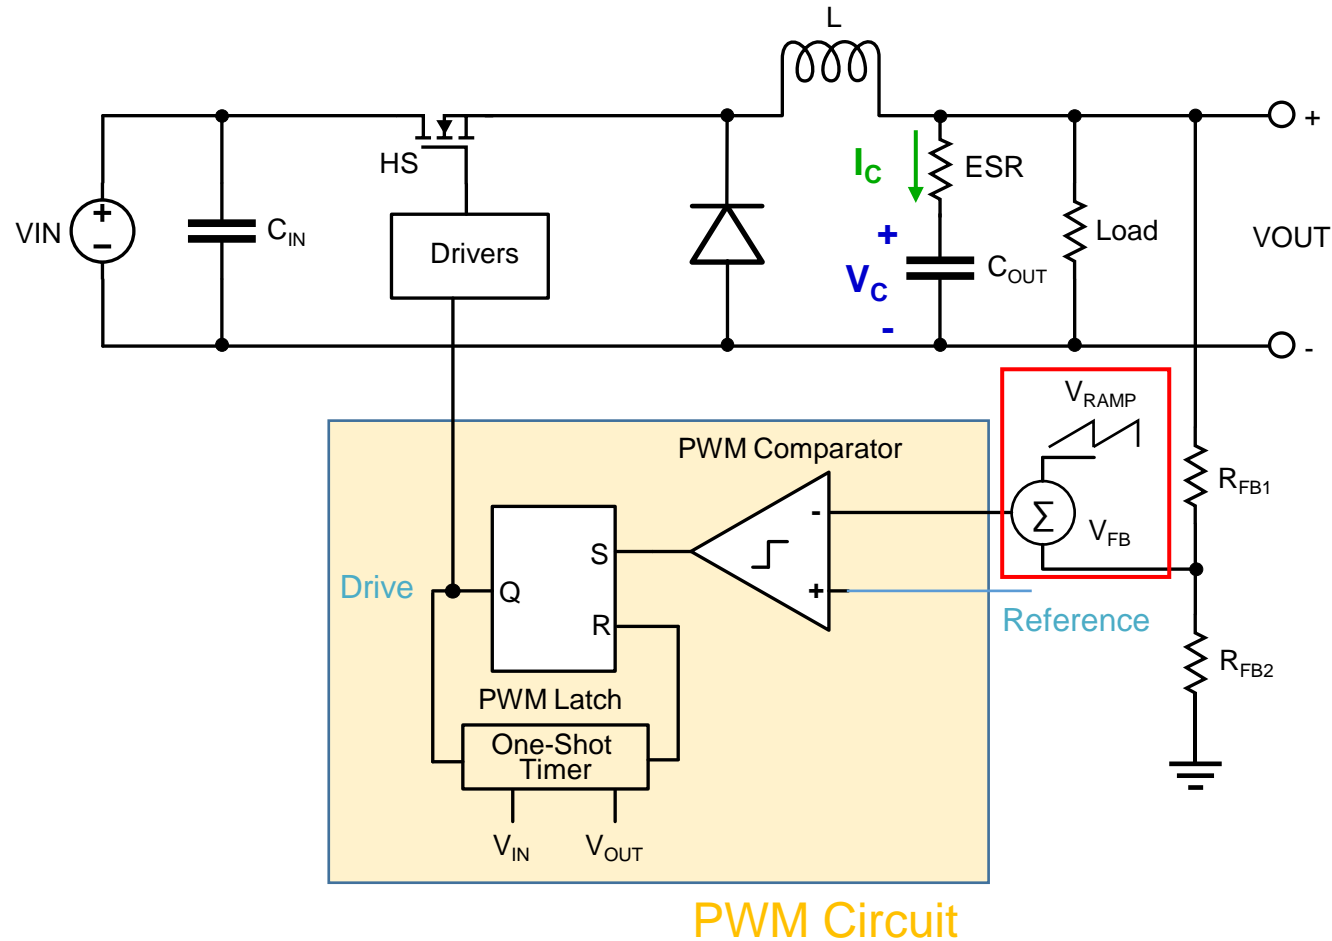 L
HS
VIN
+
−
CIN
Drivers
IC
ESR
+
VC
-
COUT
Load
+
VOUT
-
VRAMP
Σ
VFB
RFB1
RFB2
PWM Comparator
-
+
Reference
Drive
S
Q
R
PWM Latch
One-Shot
Timer
VIN
VOUT
PWM Circuit